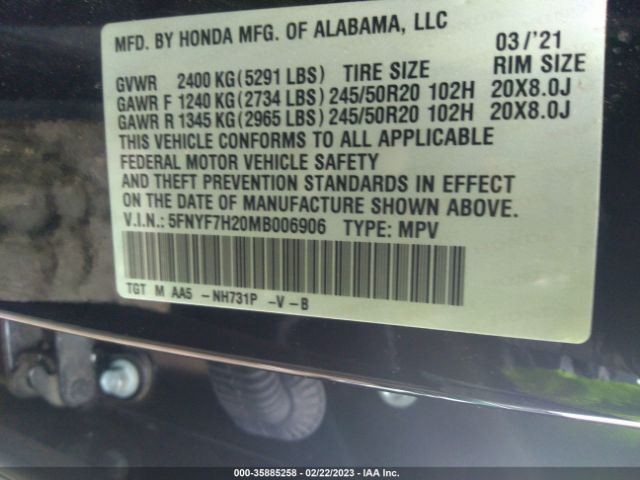 MFD. BY HONDA MFG. OF ALABAMA, LLC 03/'21
GVWR 2400 KG(5291 LBS) TIRE SIZE RIM SIZE
GAWR F 1240 KG(2734 LBS) 245/50R20 102H 20X8.0J
GAWR R 1345 KG(2965 LBS) 245/50R20 102H 20X8.0J
THIS VEHICLE CONFORMS TO ALL APPLICABLE
FEDERAL MOTOR VEHICLE SAFETY
AND THEFT PREVENTION STANDARDS IN EFFECT
ON THE DATE OF MANUFACTURE SHOWN ABOVE.
V.I.N.: 5FNYF7H20MB006906 TYPE: MPV
TGT M AA5 -NH731P -V -B
000-35885258 - 02/22/2023 - IAA Inc.